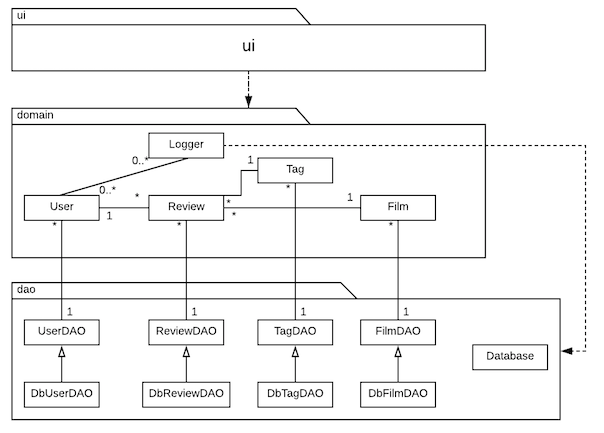 ui
ui
domain
Logger
0..*
1
Tag
0..*
*
*
*
1
User
1
Review
*
Film
*
*
*
dao
1
1
1
1
UserDAO
ReviewDAO
TagDAO
FilmDAO
Database
DbUserDAO
DbReviewDAO
DbTagDAO
DbFilmDAO